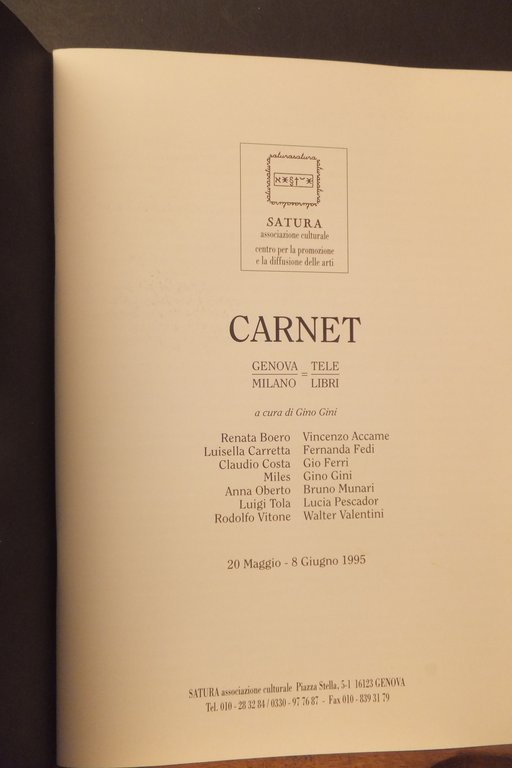 saturasatura
SATURA
associazione culturale
centro per la promozione
e la diffusione delle arti
CARNET
GENOVA = TELE
MILANO LIBRI
a cura di Gino Gini
Renata Boero Vincenzo Accame
Luisella Carretta Fernanda Fedi
Claudio Costa Gio Ferri
Miles Gino Gini
Anna Oberto Bruno Munari
Luigi Tola Lucia Pescador
Rodolfo Vitone Walter Valentini
20 Maggio - 8 Giugno 1995
SATURA associazione culturale Piazza Stella, 5-1 16123 GENOVA
Tel. 010 - 28 32 84 / 0330 - 97 76 87 - Fax 010 - 839 31 79